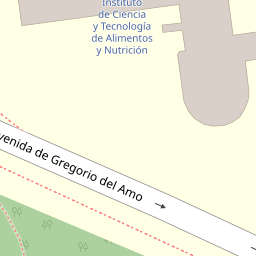 Instituto
de Ciencia
y Tecnología
de Alimentos
y Nutrición
venida de Gregorio del Amo